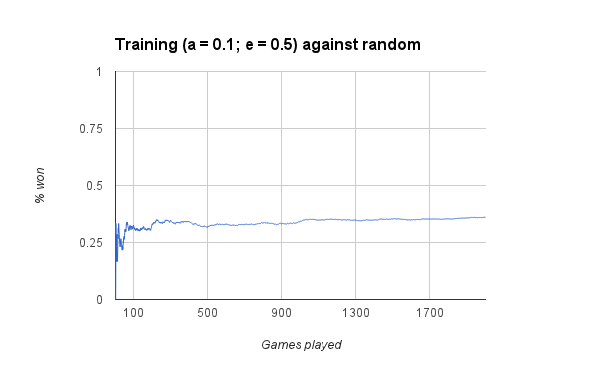 Training (a = 0.1; e = 0.5) against random
1
0.75
0.5
0.25
0
% won
100 500 900 1300 1700
Games played